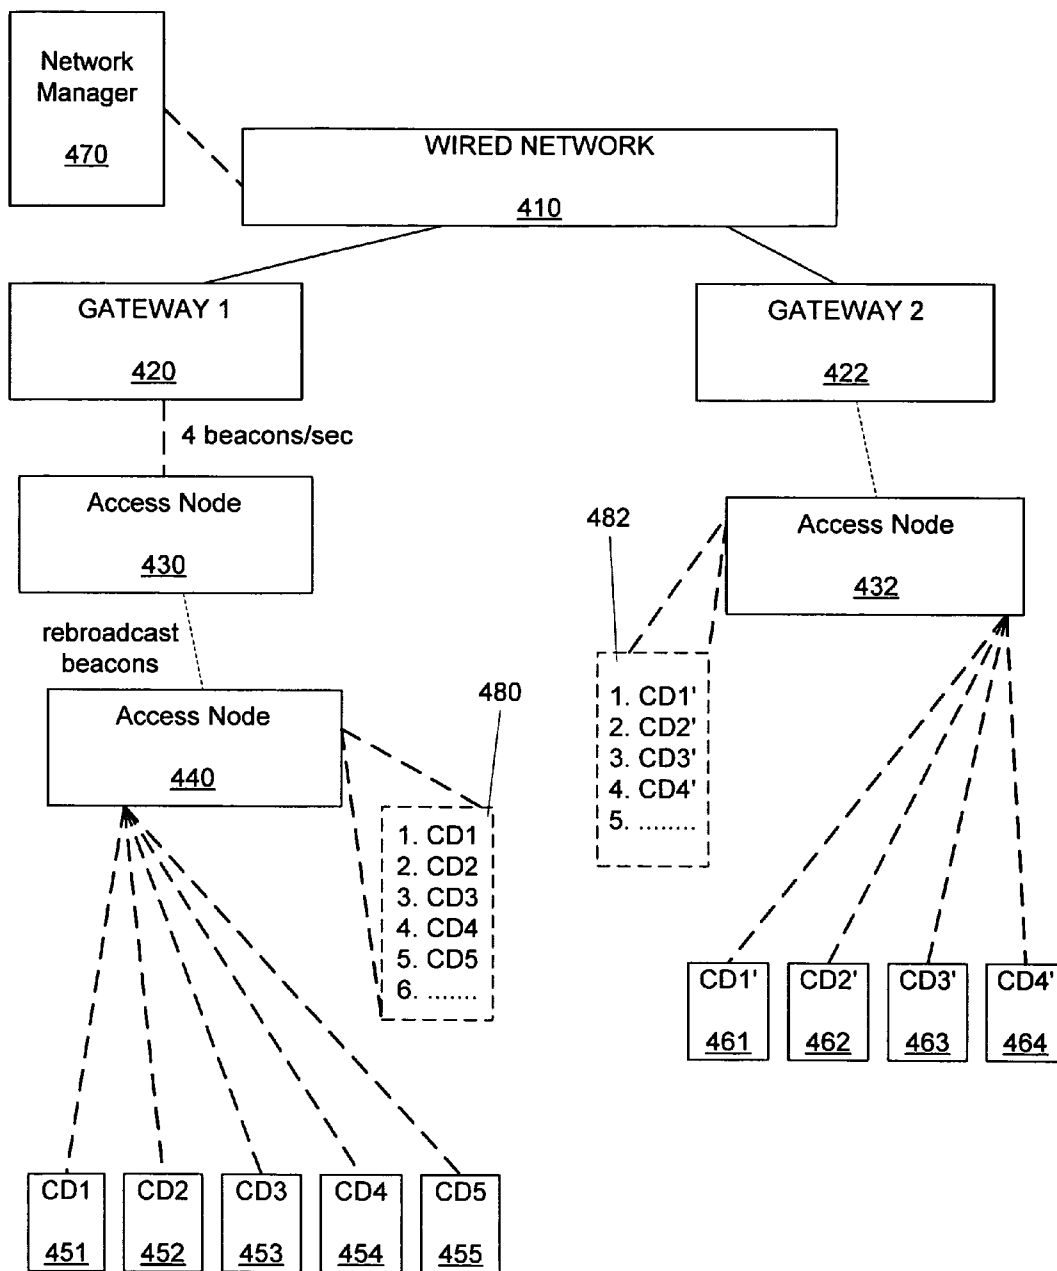 Network
Manager
470
WIRED NETWORK
410
GATEWAY 1
420
GATEWAY 2
422
4 beacons/sec
Access Node
430
482
Access Node
432
rebroadcast
beacons
Access Node
440
480
1. CD1'
2. CD2'
3. CD3'
4. CD4'
5. ........
1. CD1
2. CD2
3. CD3
4. CD4
5. CD5
6. .......
CD1'
461
CD2'
462
CD3'
463
CD4'
464
CD1
451
CD2
452
CD3
453
CD4
454
CD5
455